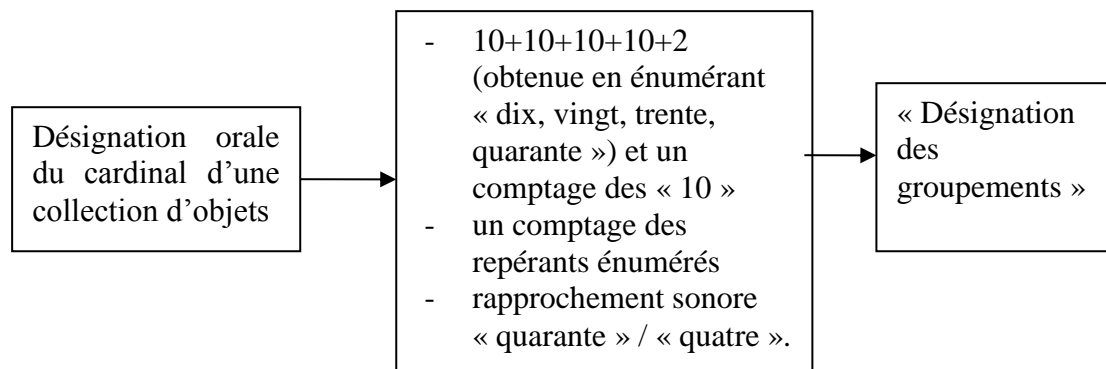 Désignation orale
du cardinal d’une
collection d’objets
- 10+10+10+10+2
(obtenue en énumérant
« dix, vingt, trente,
quarante ») et un
comptage des « 10 »
- un comptage des
repérants énumérés
- rapprochement sonore
« quarante » / « quatre ».
« Désignation
des
groupements »